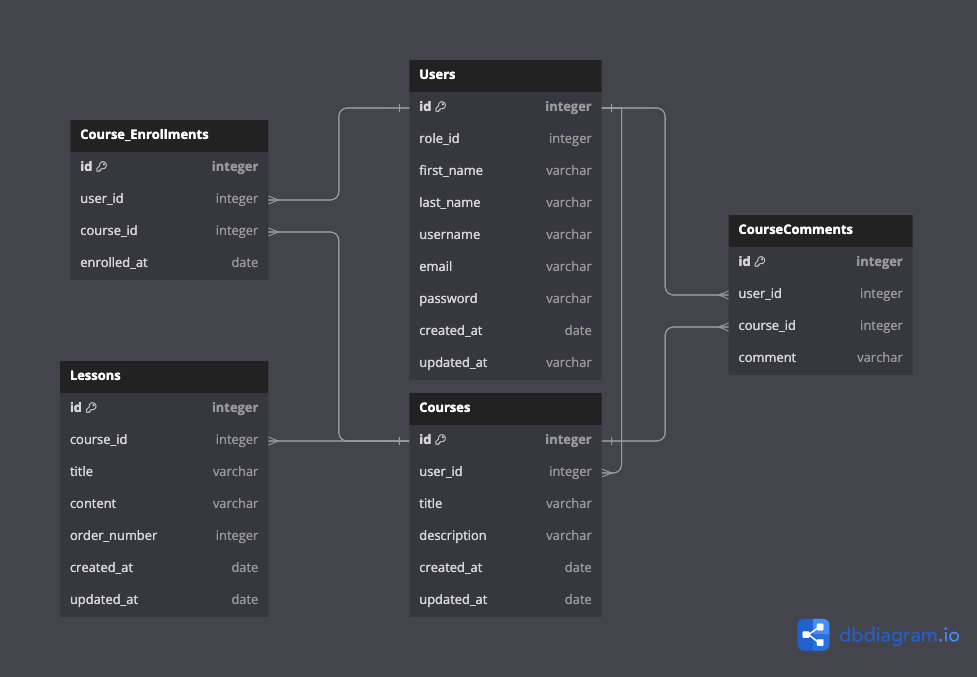 Users
id integer
role_id integer
first_name varchar
last_name varchar
username varchar
email varchar
password varchar
created_at date
updated_at varchar
Course_Enrollments
id integer
user_id integer
course_id integer
enrolled_at date
CourseComments
id integer
user_id integer
course_id integer
comment varchar
Lessons
id integer
course_id integer
title varchar
content varchar
order_number integer
created_at date
updated_at date
Courses
id integer
user_id integer
title varchar
description varchar
created_at date
updated_at date
dbdiagram.io